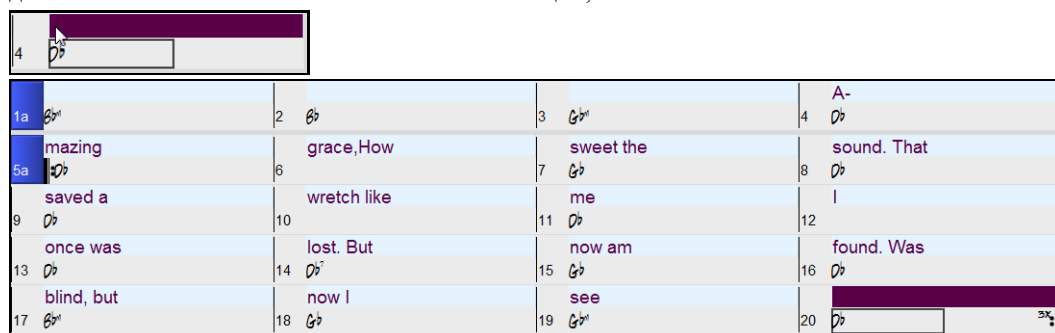 4 D♭
A-
1a B♭m 2 B♭ 3 G♭m 4 D♭
mazing grace,How sweet the sound. That
5a D♭ 6 7 G♭ 8 D♭
saved a wretch like me I
9 D♭ 10 11 D♭ 12
once was lost. But now am found. Was
13 D♭ 14 D♭7 15 G♭ 16 D♭
blind, but now I see
17 B♭m 18 G♭ 19 G♭m 20 D♭ 3x